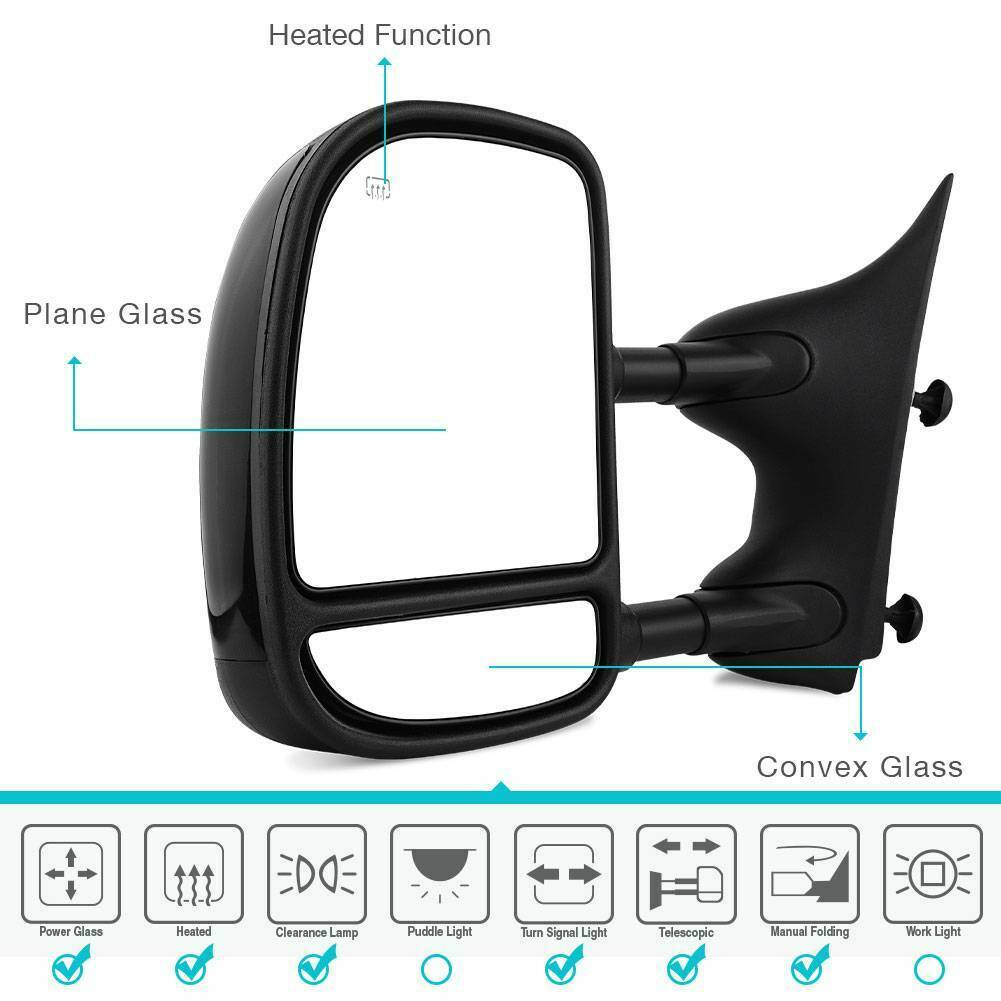 Heated Function
Plane Glass
Convex Glass
Power Glass
Heated
Clearance Lamp
Puddle Light
Turn Signal Light
Telescopic
Manual Folding
Work Light